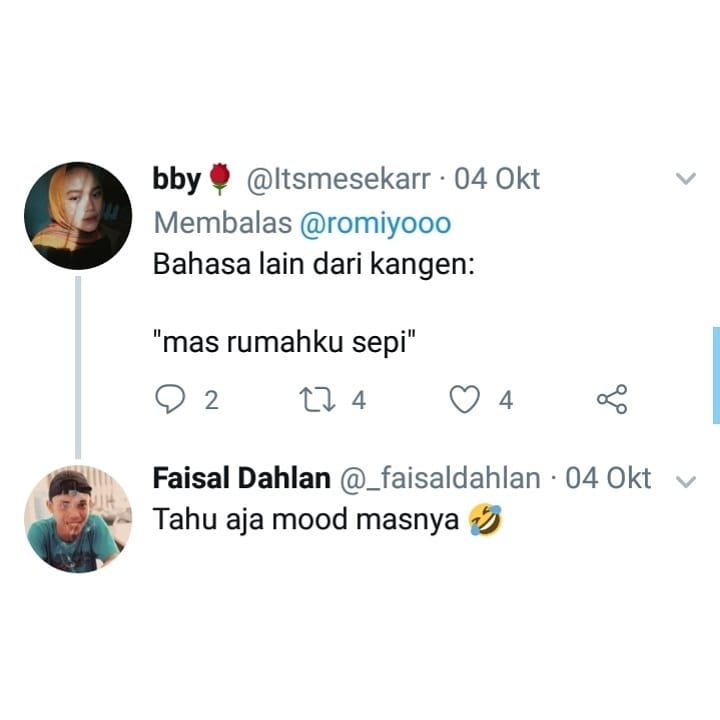 bby🌹 @Itsmesekarr · 04 Okt
Membalas @romiyooo
Bahasa lain dari kangen:
"mas rumahku sepi"
2 4 4
Faisal Dahlan @_faisaldahlan · 04 Okt
Tahu aja mood masnya 🤣